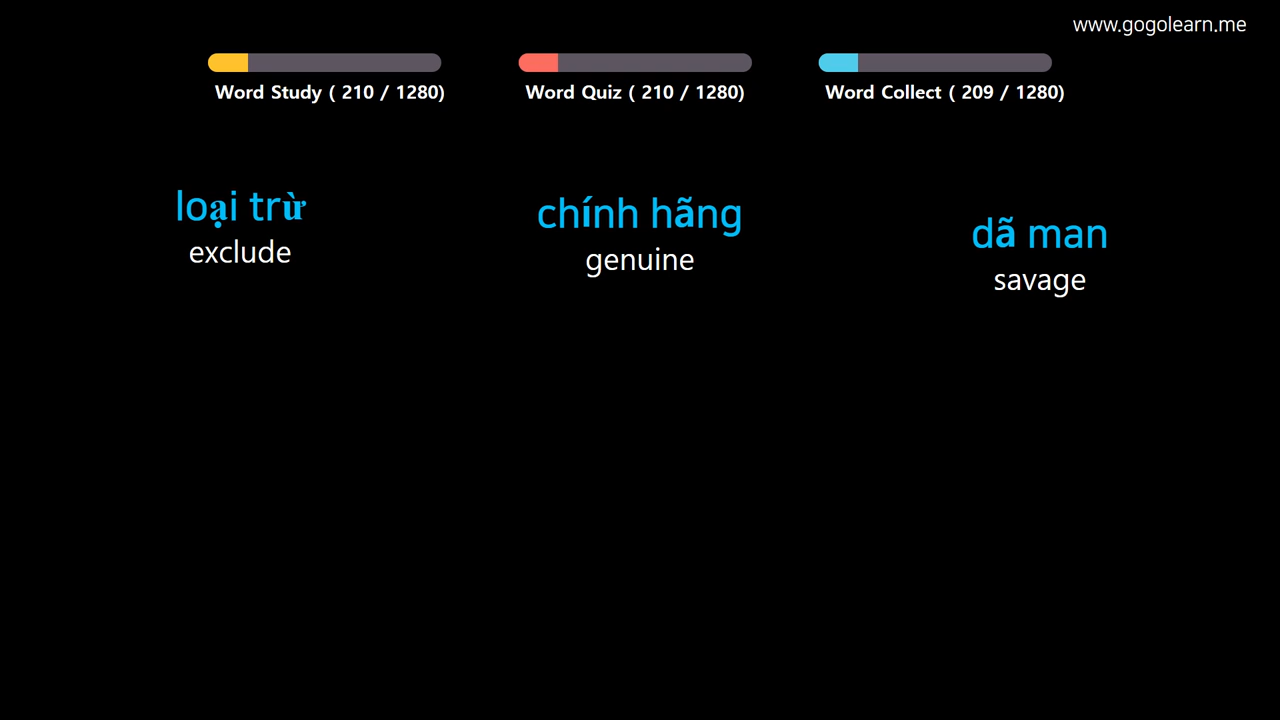 www.gogolearn.me
Word Study ( 210 / 1280)
Word Quiz ( 210 / 1280)
Word Collect ( 209 / 1280)
loại trừ
exclude
chính hãng
genuine
dã man
savage